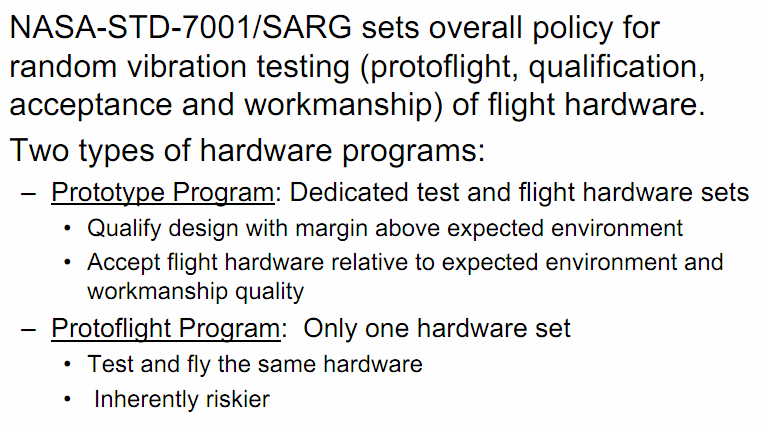 NASA-STD-7001/SARG sets overall policy for
random vibration testing (protoflight, qualification,
acceptance and workmanship) of flight hardware.
Two types of hardware programs:
– Prototype Program: Dedicated test and flight hardware sets
• Qualify design with margin above expected environment
• Accept flight hardware relative to expected environment and
workmanship quality
– Protoflight Program: Only one hardware set
• Test and fly the same hardware
• Inherently riskier